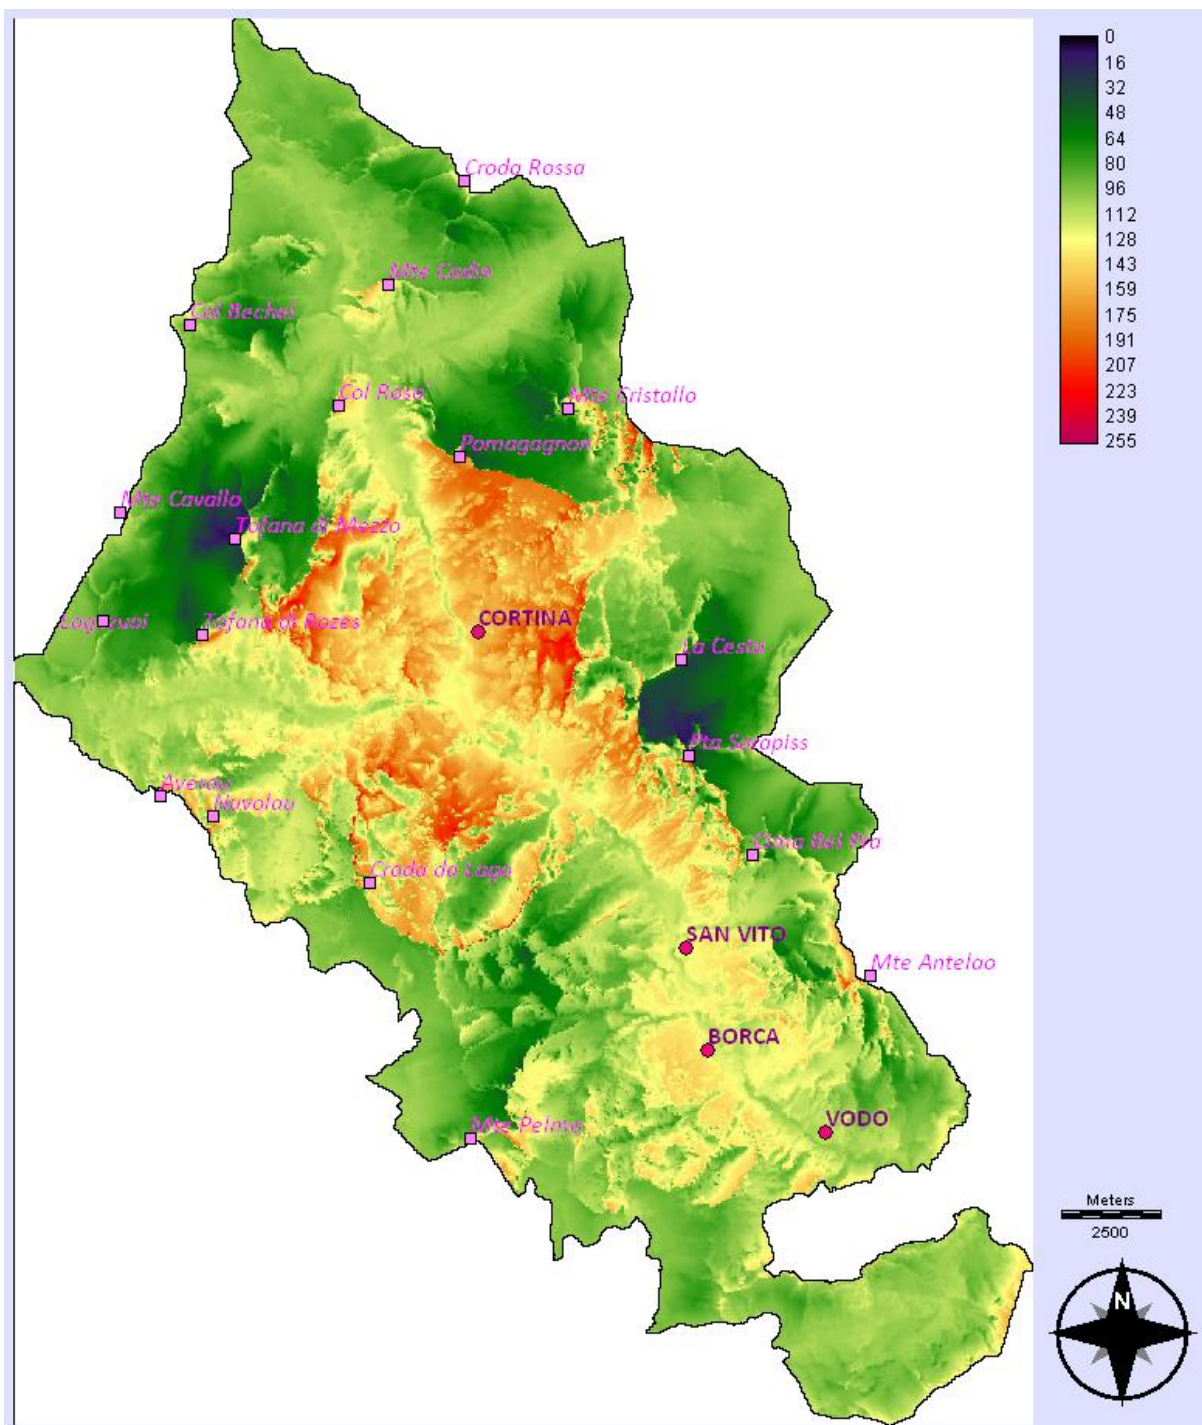 0
16
32
48
64
80
96
112
128
143
159
175
191
207
223
239
255
Croda Rossa
Mte Cadin
Col Bechei
Col Rosa
Mte Cristallo
Pomagagnon
Mte Cavallo
Tofana di Mezzo
Lagazuoi
Tofana di Rozes
CORTINA
La Cesta
Pta Sorapiss
Averau
Nuvolau
Cima Bel Pra
Croda da Lago
SAN VITO
Mte Antelao
BORCA
Mte Pelmo
VODO
Meters
2500
N